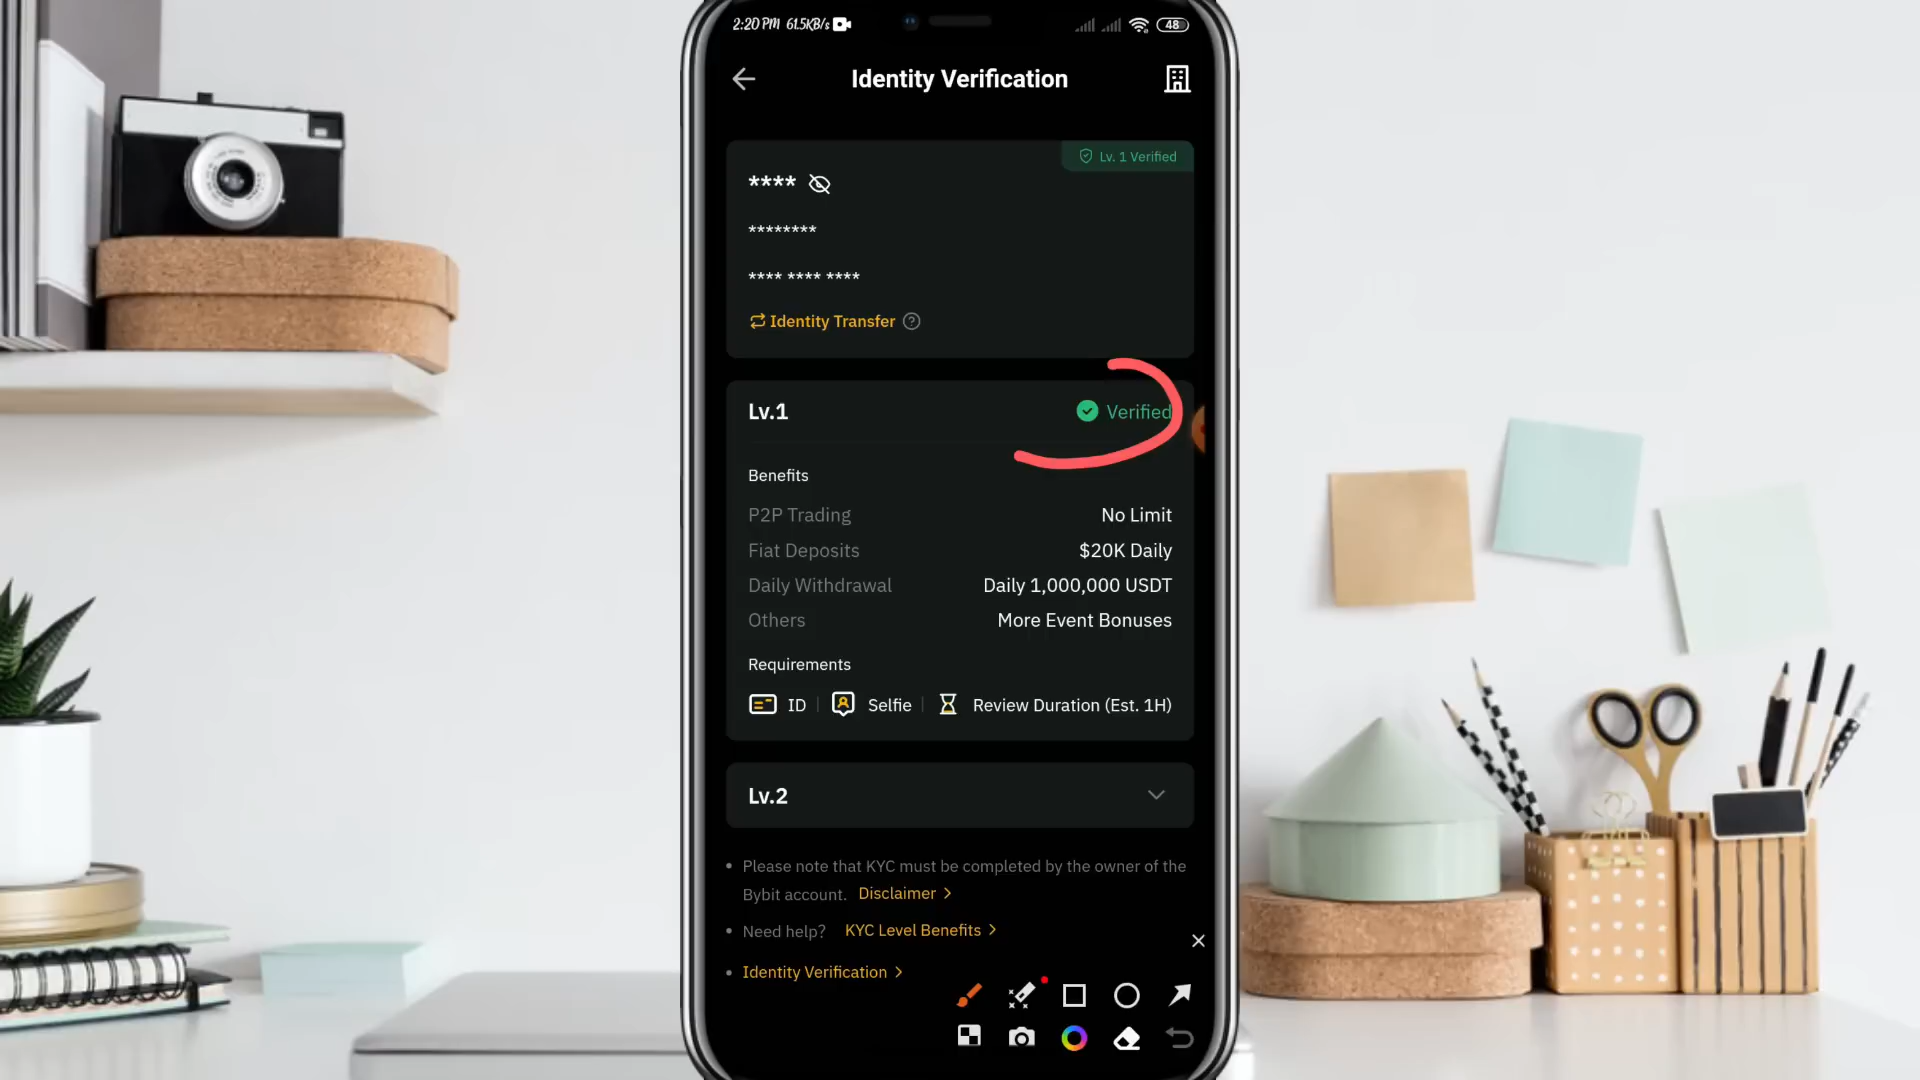 2:20 PM 61.5KB/s 48
Identity Verification
Lv. 1 Verified
****
********
**** **** ****
Identity Transfer
Lv.1 Verified
Benefits
P2P Trading No Limit
Fiat Deposits $20K Daily
Daily Withdrawal Daily 1,000,000 USDT
Others More Event Bonuses
Requirements
ID Selfie Review Duration (Est. 1H)
Lv.2
• Please note that KYC must be completed by the owner of the
Bybit account. Disclaimer >
• Need help? KYC Level Benefits >
• Identity Verification >